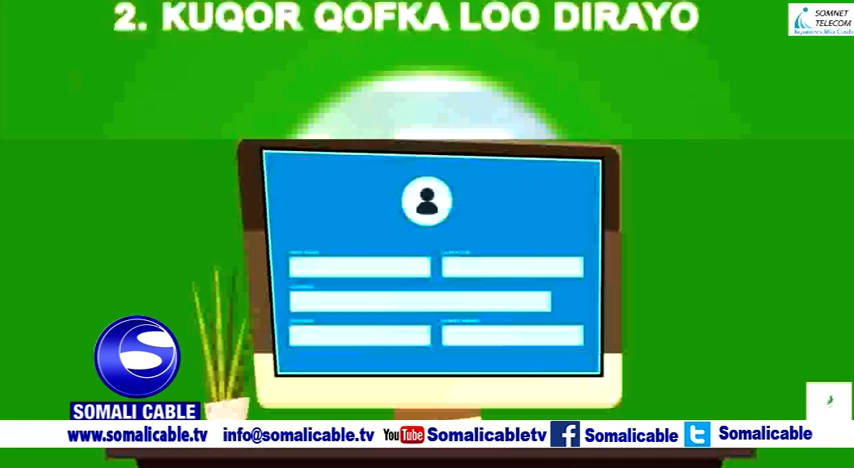 2. KUQOR QOFKA LOO DIRAYO
SOMNET
TELECOM
SOMALI CABLE
www.somalicable.tv info@somalicable.tv YouTube Somalicabletv f Somalicable Somalicable